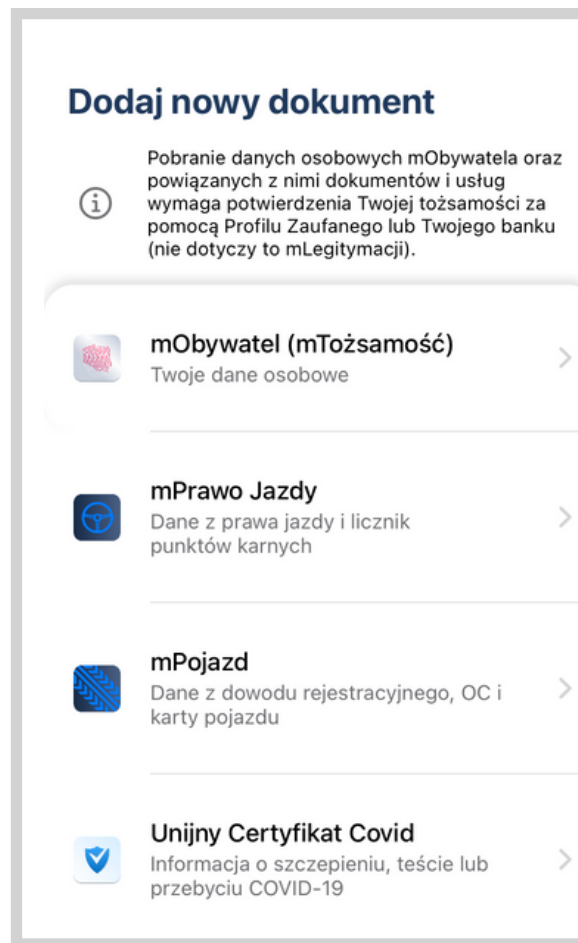 Dodaj nowy dokument
Pobranie danych osobowych mObywatela oraz
powiązanych z nimi dokumentów i usług
wymaga potwierdzenia Twojej tożsamości za
pomocą Profilu Zaufanego lub Twojego banku
(nie dotyczy to mLegitymacji).
mObywatel (mTożsamość)
Twoje dane osobowe
mPrawo Jazdy
Dane z prawa jazdy i licznik
punktów karnych
mPojazd
Dane z dowodu rejestracyjnego, OC i
karty pojazdu
Unijny Certyfikat Covid
Informacja o szczepieniu, teście lub
przebyciu COVID-19